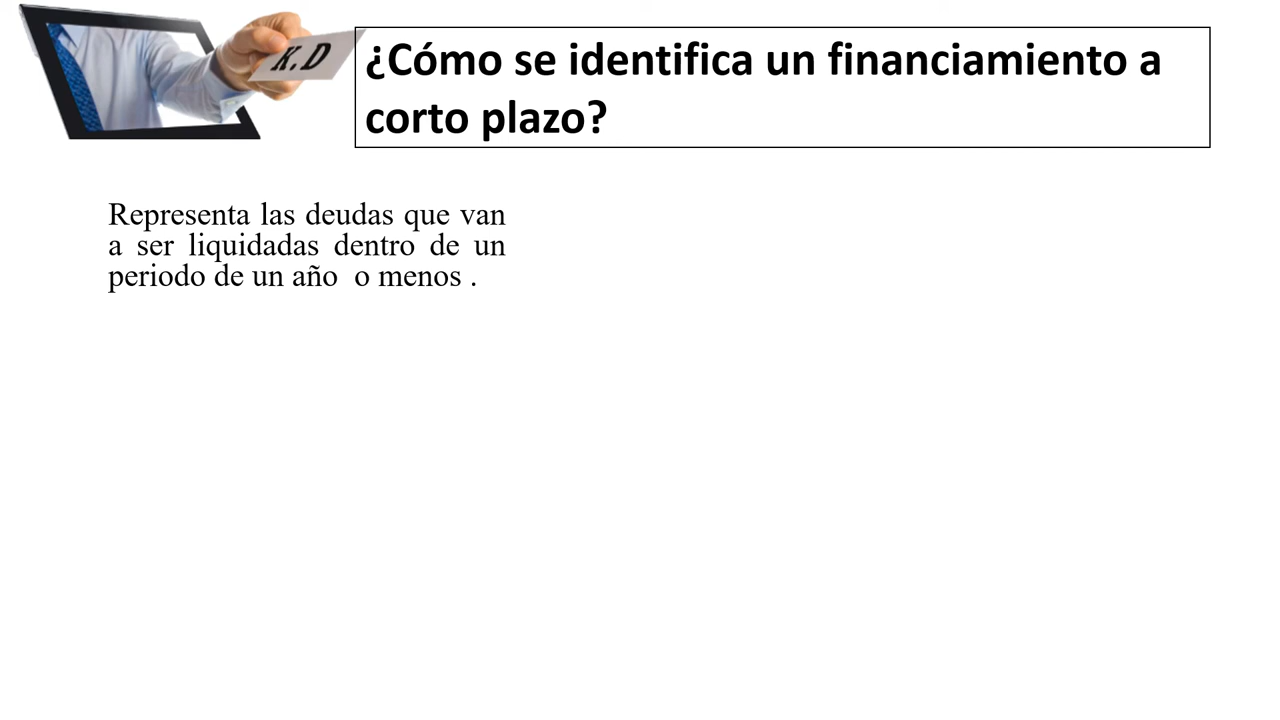 K.D
¿Cómo se identifica un financiamiento a
corto plazo?
Representa las deudas que van
a ser liquidadas dentro de un
periodo de un año  o menos .